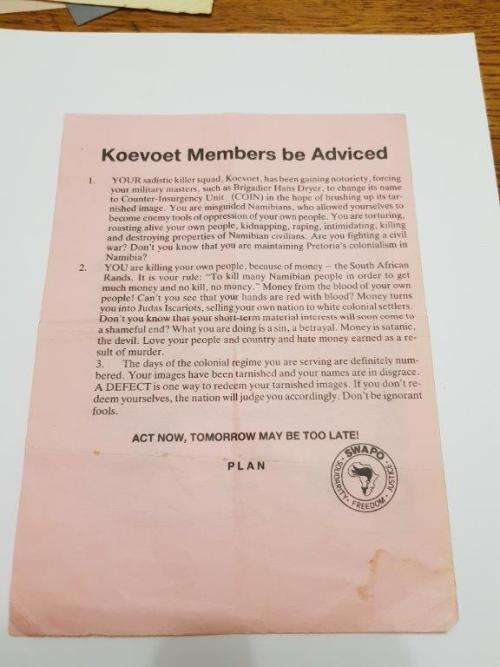 Koevoet Members be Adviced
1. YOUR sadistic killer squad, Koevoet, has been gaining notoriety, forcing
your military masters, such as Brigadier Hans Dryer, to change its name
to Counter-Insurgency Unit (COIN) in the hope of brushing up its tar-
nished image. You are misguided Namibians, who allowed yourselves to
become enemy tools of oppression of your own people. You are torturing,
roasting alive your own people, kidnapping, raping, intimidating, killing
and destroying properties of Namibian civilians. Are you fighting a civil
war? Don't you know that you are maintaining Pretoria's colonialism in
Namibia?
2. YOU are killing your own people, because of money – the South African
Rands. It is your rule: "To kill many Namibian people in order to get
much money and no kill, no money." Money from the blood of your own
people! Can't you see that your hands are red with blood? Money turns
you into Judas Iscariots, selling your own nation to white colonial settlers.
Don't you know that your short-term material interests will soon come to
a shameful end? What you are doing is a sin, a betrayal. Money is satanic,
the devil. Love your people and country and hate money earned as a re-
sult of murder.
3. The days of the colonial regime you are serving are definitely num-
bered. Your images have been tarnished and your names are in disgrace.
A DEFECT is one way to redeem your tarnished images. If you don't re-
deem yourselves, the nation will judge you accordingly. Don't be ignorant
fools.
ACT NOW, TOMORROW MAY BE TOO LATE!
PLAN
SWAPO
SOLIDARITY · FREEDOM · JUSTICE